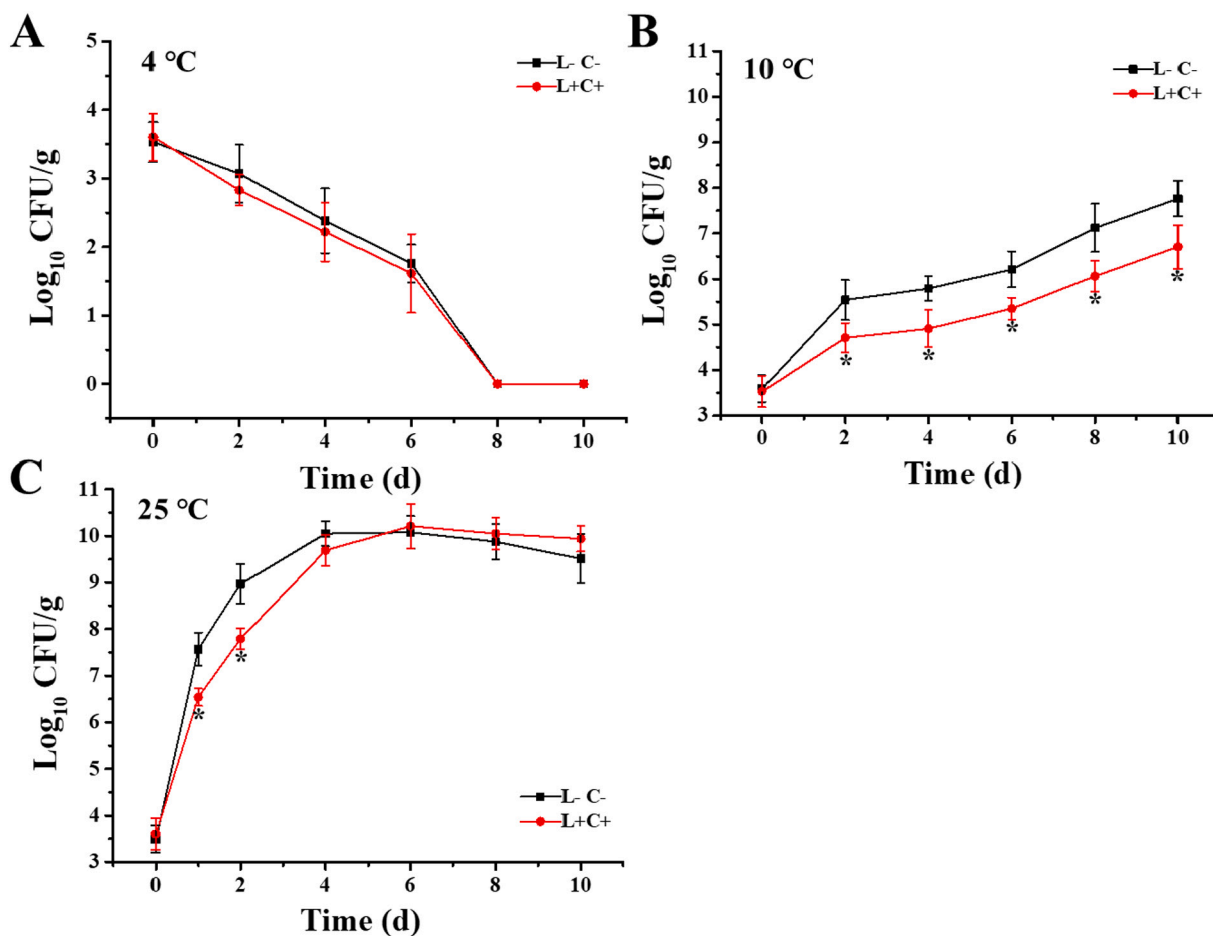 A
4 °C
L- C-
L+C+
5
4
3
2
1
0
Log10 CFU/g
0 2 4 6 8 10
Time (d)
B
10 °C
L- C-
L+C+
11
10
9
8
7
6
5
4
3
Log10 CFU/g
* * * * *
0 2 4 6 8 10
Time (d)
C
25 °C
11
10
9
8
7
6
5
4
3
Log10 CFU/g
* *
L- C-
L+C+
0 2 4 6 8 10
Time (d)